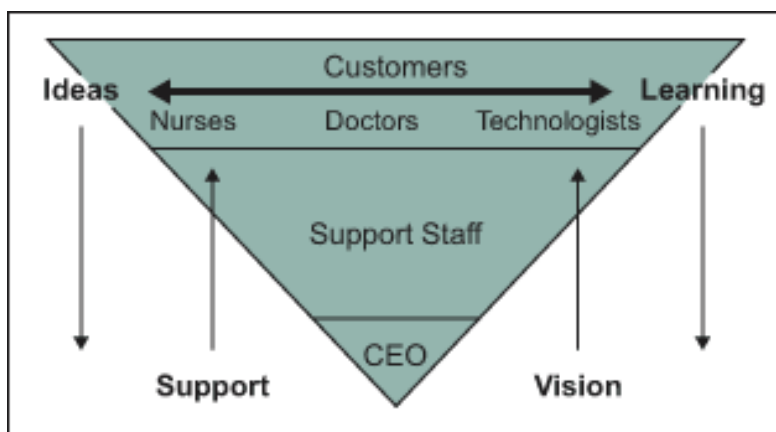 Customers
Ideas Learning
Nurses Doctors Technologists
Support Staff
CEO
Support Vision